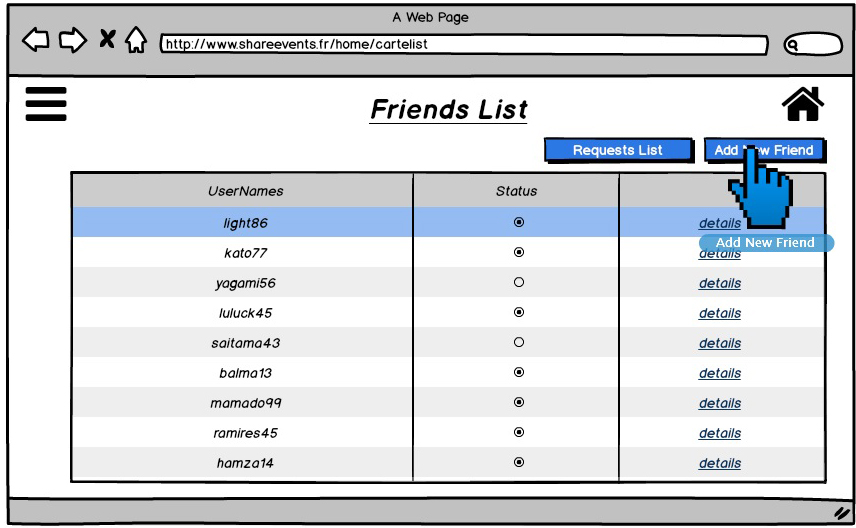 A Web Page
http://www.shareevents.fr/home/cartelist
Friends List
Requests List
Add New Friend
UserNames Status
light86 details
Add New Friend
kato77 details
yagami56 details
luluck45 details
saitama43 details
balma13 details
mamado99 details
ramires45 details
hamza14 details